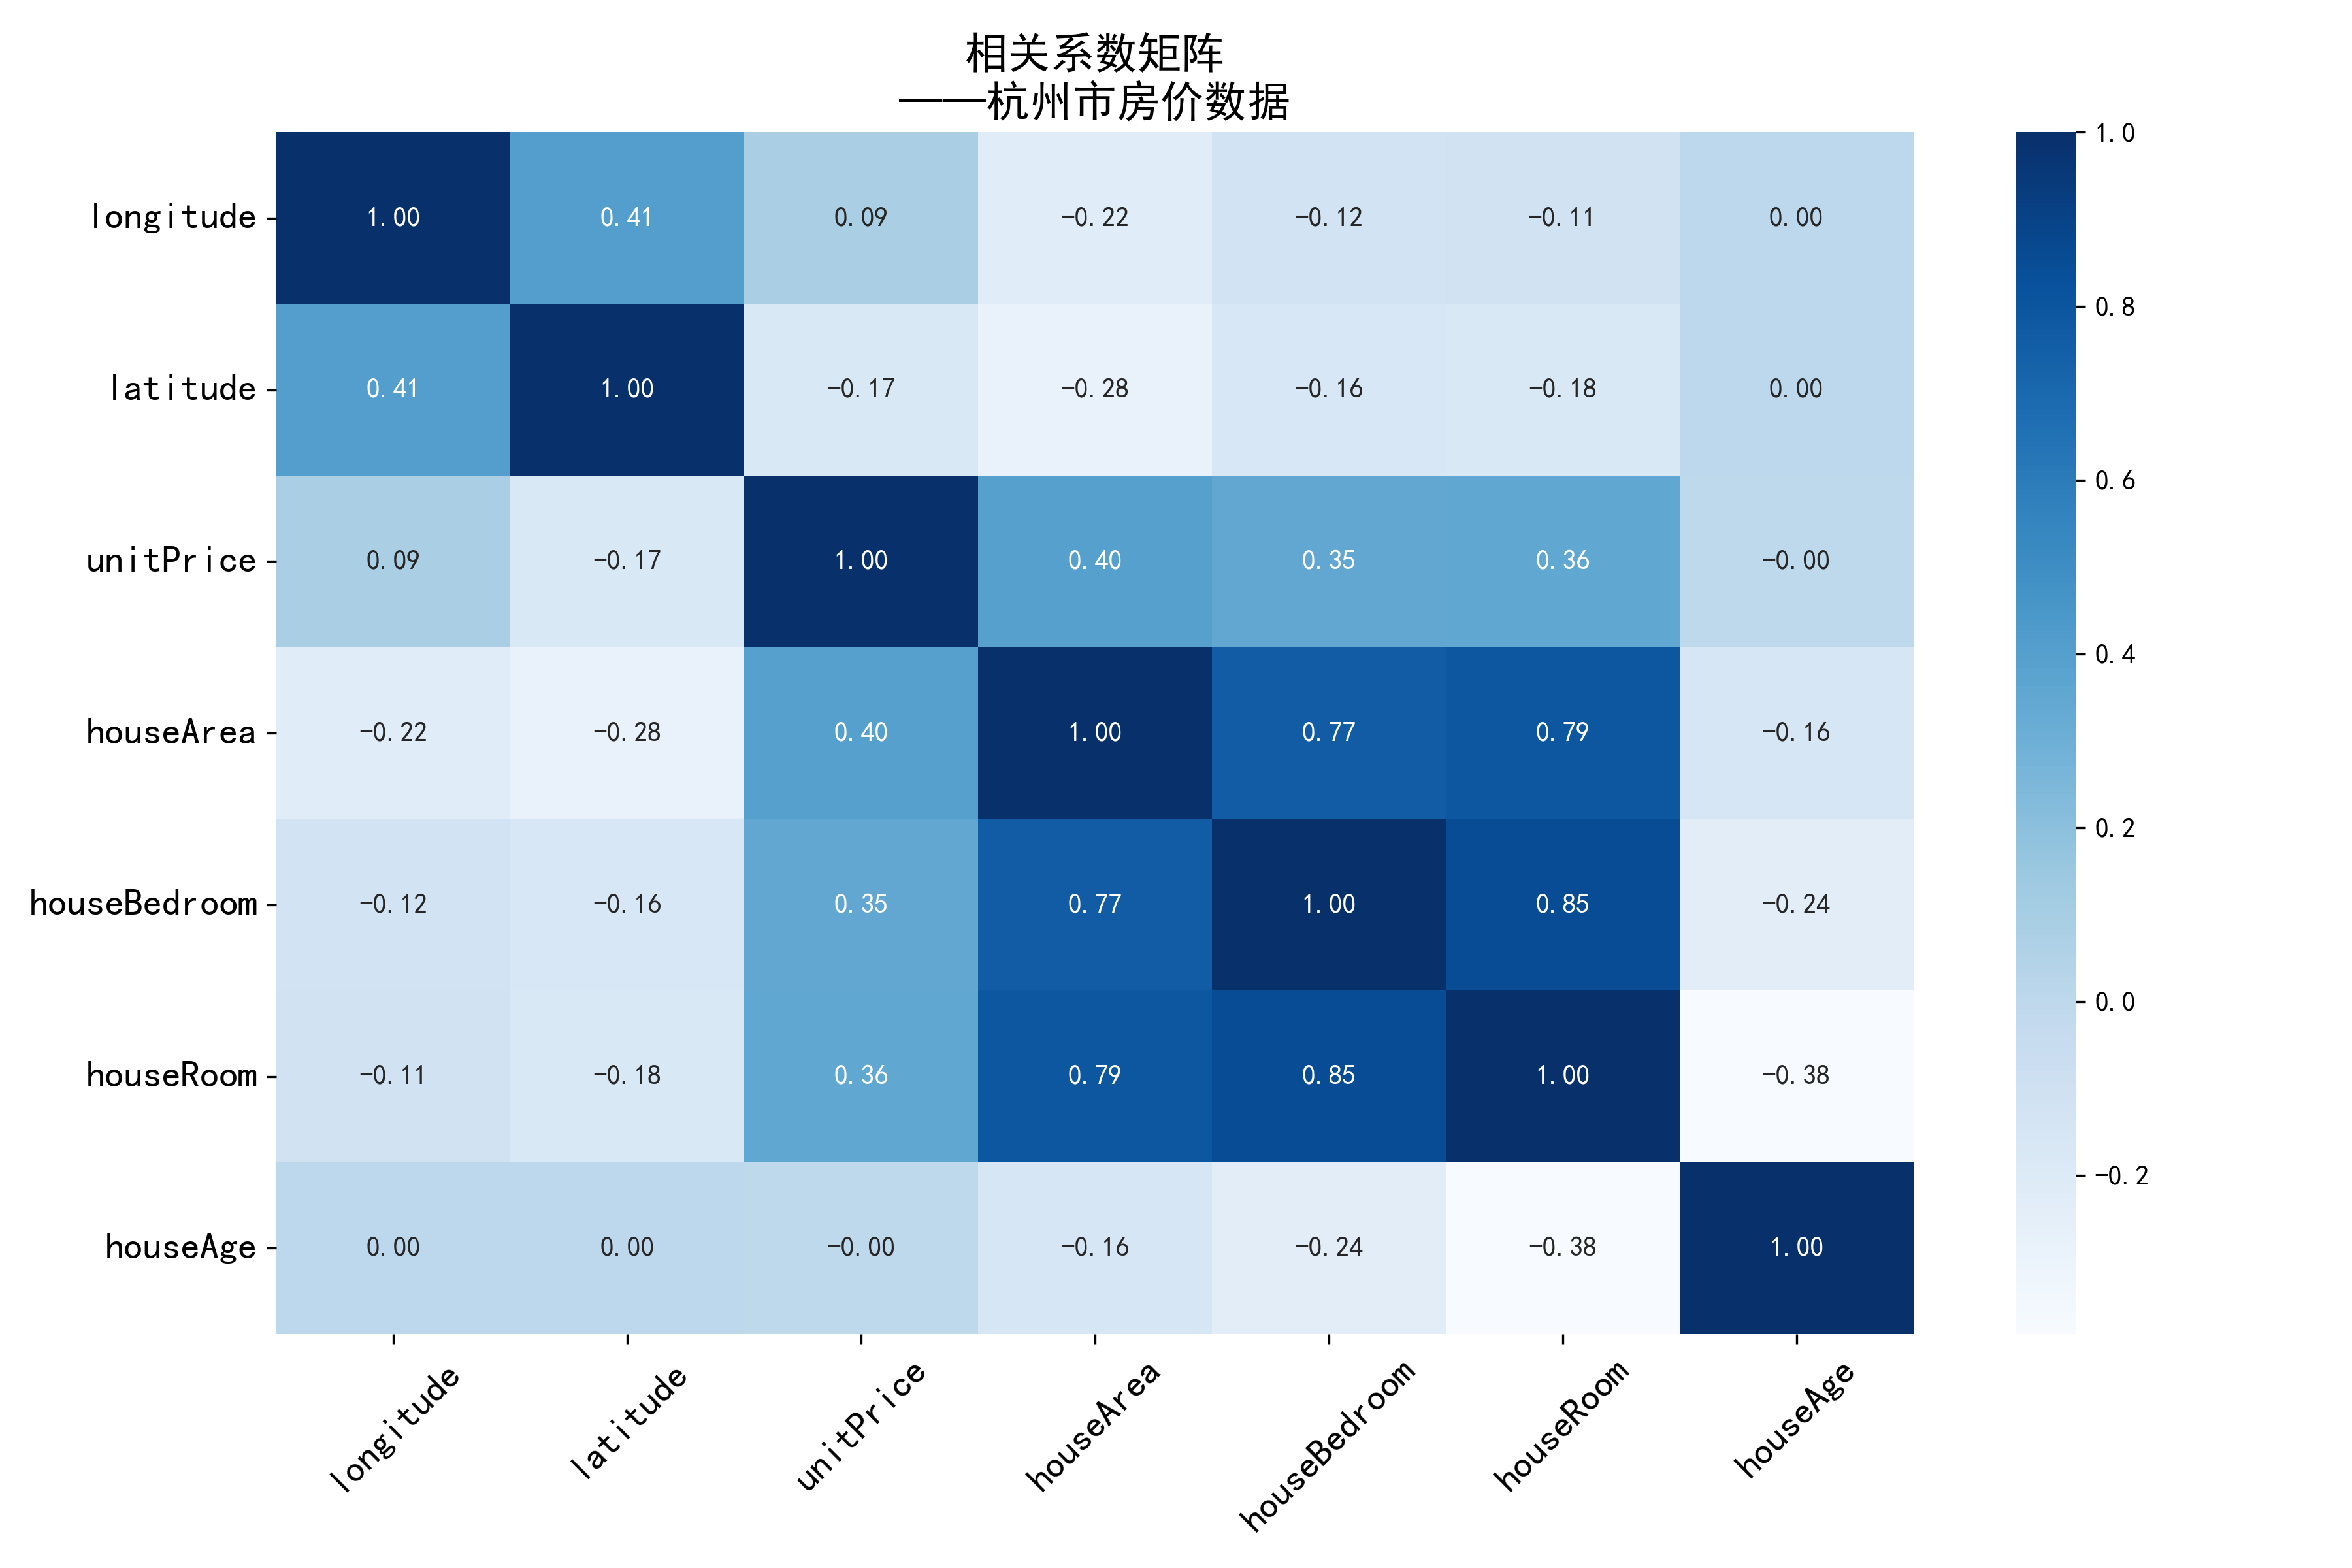 相关系数矩阵
——杭州市房价数据
longitude 1.00 0.41 0.09 -0.22 -0.12 -0.11 0.00
latitude 0.41 1.00 -0.17 -0.28 -0.16 -0.18 0.00
unitPrice 0.09 -0.17 1.00 0.40 0.35 0.36 -0.00
houseArea -0.22 -0.28 0.40 1.00 0.77 0.79 -0.16
houseBedroom -0.12 -0.16 0.35 0.77 1.00 0.85 -0.24
houseRoom -0.11 -0.18 0.36 0.79 0.85 1.00 -0.38
houseAge 0.00 0.00 -0.00 -0.16 -0.24 -0.38 1.00
longitude latitude unitPrice houseArea houseBedroom houseRoom houseAge
1.0
0.8
0.6
0.4
0.2
0.0
-0.2